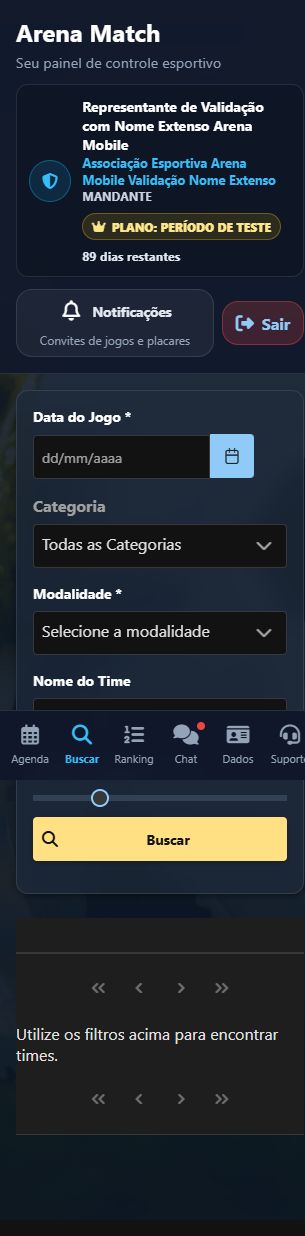 Arena Match
Seu painel de controle esportivo
Representante de Validação
com Nome Extenso Arena
Mobile
Associação Esportiva Arena
Mobile Validação Nome Extenso
MANDANTE
PLANO: PERÍODO DE TESTE
89 dias restantes
Notificações
Convites de jogos e placares
Sair
Data do Jogo *
dd/mm/aaaa
Categoria
Todas as Categorias
Modalidade *
Selecione a modalidade
Nome do Time
Agenda
Buscar
Ranking
Chat
Dados
Suporte
Buscar
Utilize os filtros acima para encontrar
times.